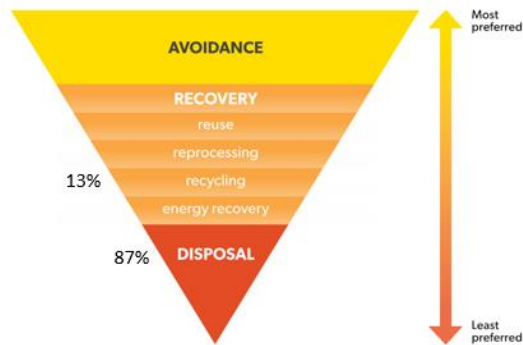 Most
preferred
AVOIDANCE
RECOVERY
reuse
reprocessing
13%
recycling
energy recovery
87%
DISPOSAL
Least
preferred